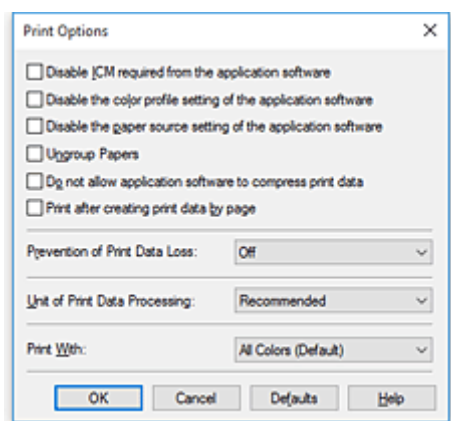 Print Options
Disable ICM required from the application software
Disable the color profile setting of the application software
Disable the paper source setting of the application software
Ungroup Papers
Do not allow application software to compress print data
Print after creating print data by page
Prevention of Print Data Loss: Off
Unit of Print Data Processing: Recommended
Print With: All Colors (Default)
OK Cancel Defaults Help